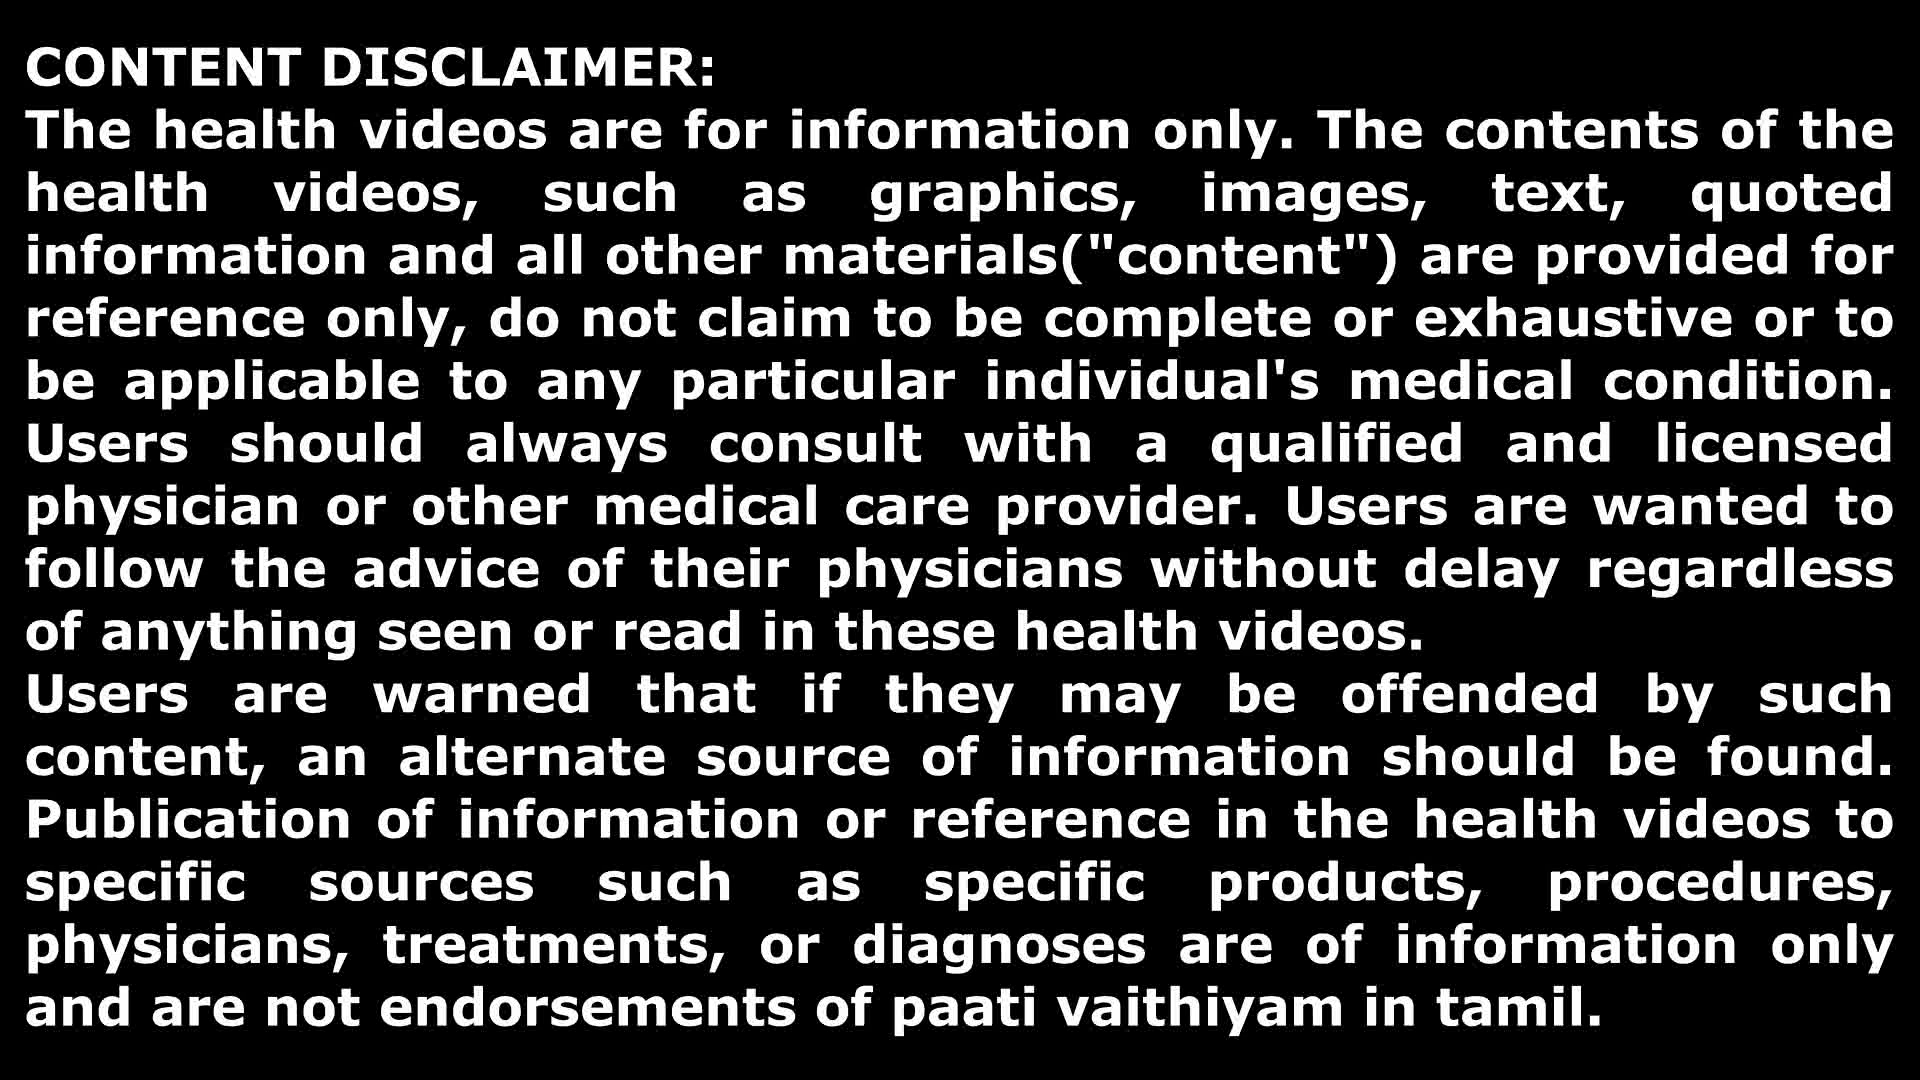 CONTENT DISCLAIMER:
The health videos are for information only. The contents of the
health videos, such as graphics, images, text, quoted
information and all other materials("content") are provided for
reference only, do not claim to be complete or exhaustive or to
be applicable to any particular individual's medical condition.
Users should always consult with a qualified and licensed
physician or other medical care provider. Users are wanted to
follow the advice of their physicians without delay regardless
of anything seen or read in these health videos.
Users are warned that if they may be offended by such
content, an alternate source of information should be found.
Publication of information or reference in the health videos to
specific sources such as specific products, procedures,
physicians, treatments, or diagnoses are of information only
and are not endorsements of paati vaithiyam in tamil.